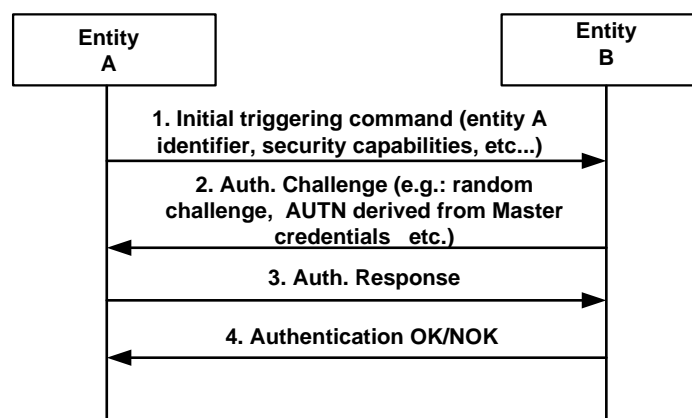 Entity
A
Entity
B
1. Initial triggering command (entity A
identifier, security capabilities, etc...)
2. Auth. Challenge (e.g.: random
challenge, AUTN derived from Master
credentials etc.)
3. Auth. Response
4. Authentication OK/NOK